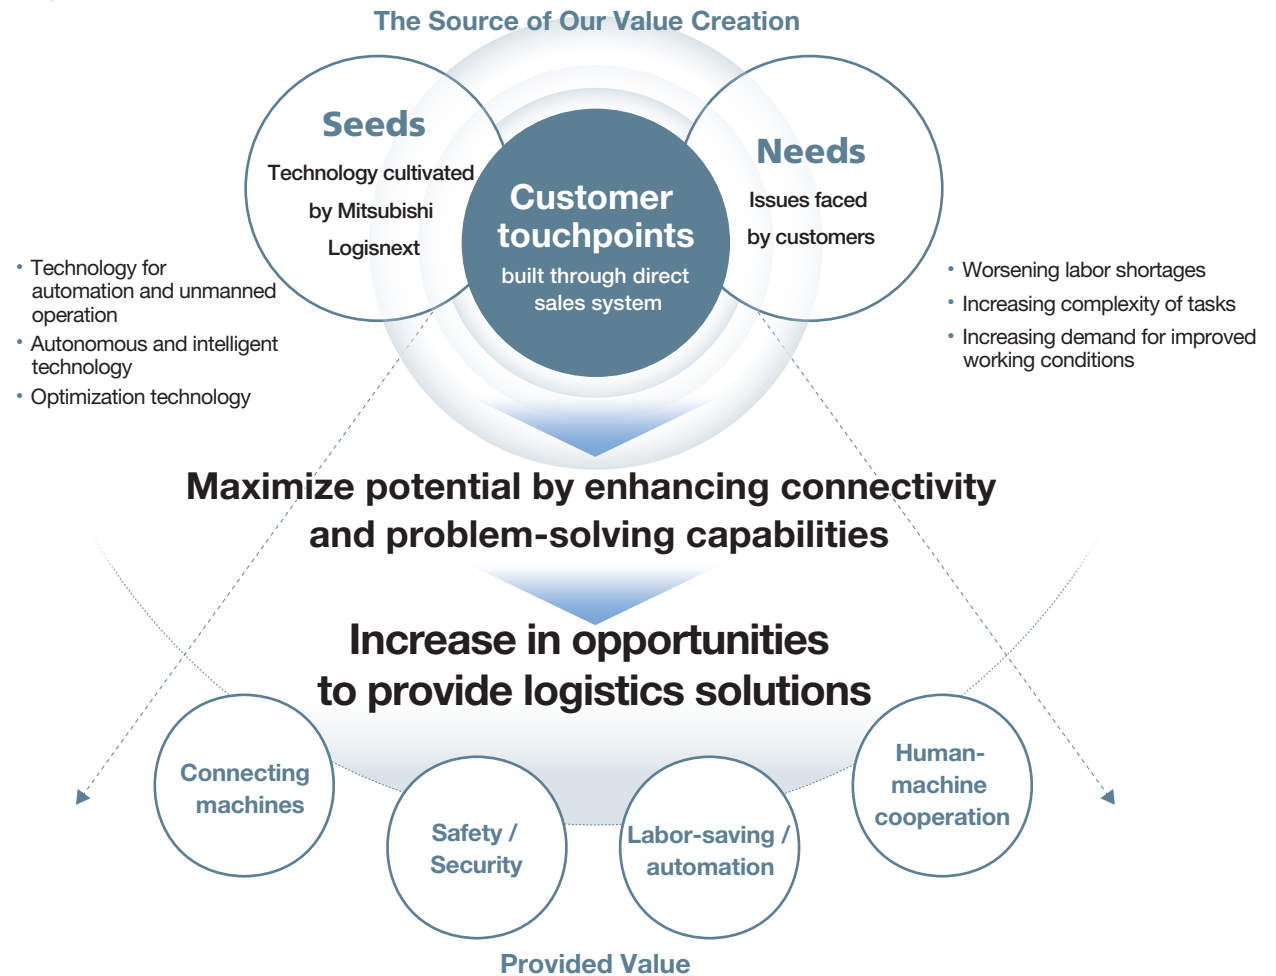 The Source of Our Value Creation
Seeds
Technology cultivated
by Mitsubishi
Logisnext
Customer
touchpoints
built through direct
sales system
Needs
Issues faced
by customers
• Technology for
automation and unmanned
operation
• Autonomous and intelligent
technology
• Optimization technology
• Worsening labor shortages
• Increasing complexity of tasks
• Increasing demand for improved
working conditions
Maximize potential by enhancing connectivity
and problem-solving capabilities
Increase in opportunities
to provide logistics solutions
Connecting
machines
Safety /
Security
Labor-saving /
automation
Human-
machine
cooperation
Provided Value